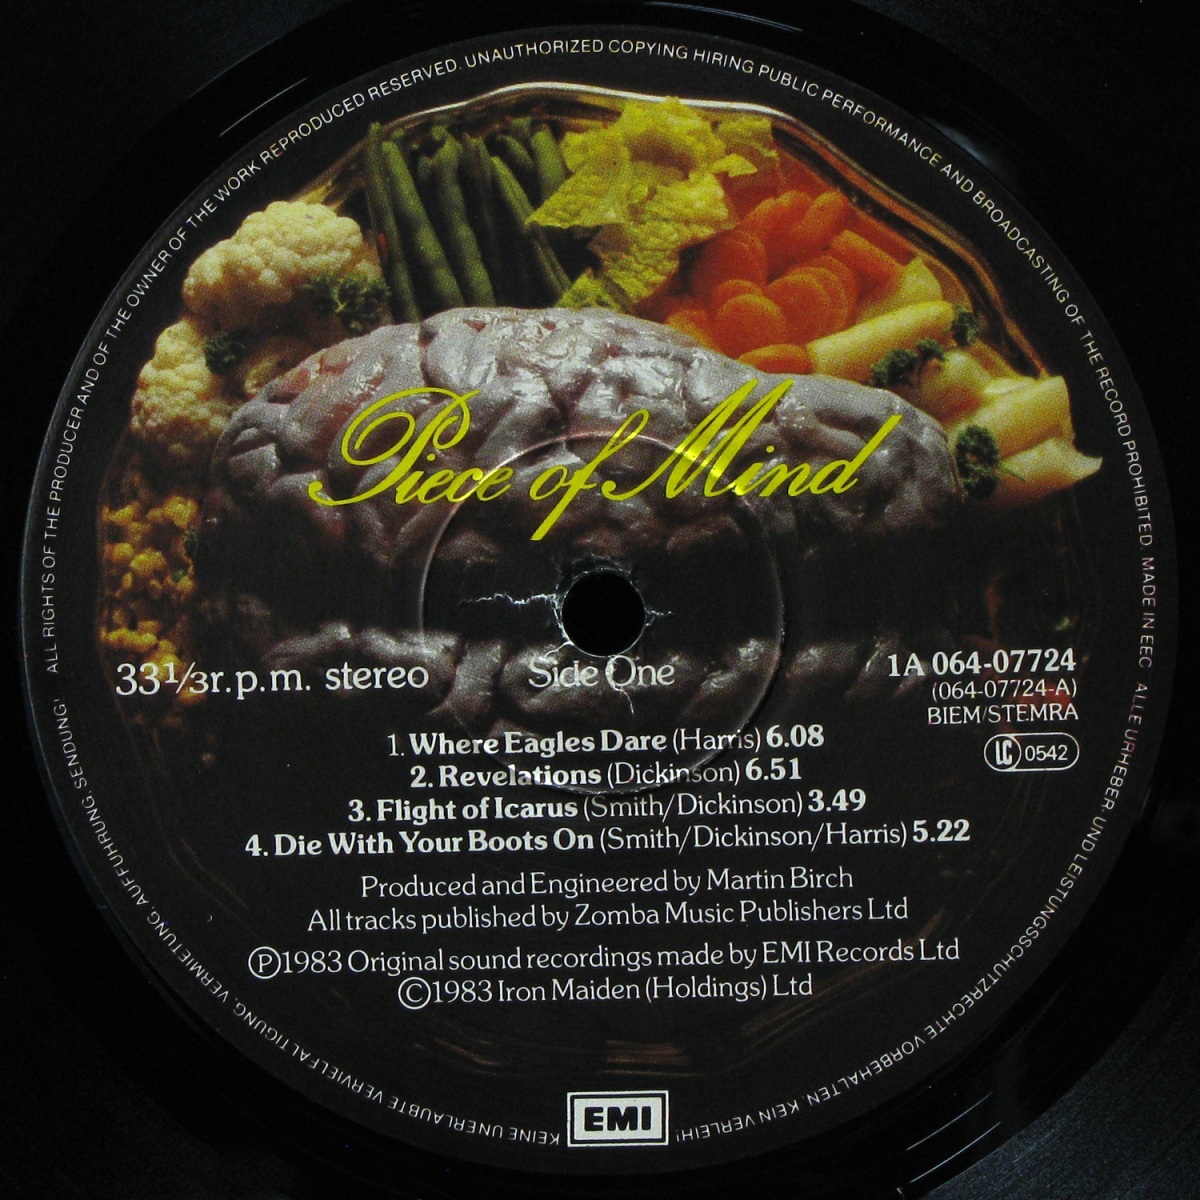 ALL RIGHTS OF THE PRODUCER AND OF THE OWNER OF THE WORK REPRODUCED RESERVED. UNAUTHORIZED COPYING HIRING PUBLIC PERFORMANCE AND BROADCASTING OF THE RECORD PROHIBITED. MADE IN EEC
ALLE URHEBER- UND LEISTUNGSSCHUTZRECHTE VORBEHALTEN. KEIN VERLEIH! KEINE UNERLAUBTE VERVIELFALTIGUNG, VERMIETUNG, AUFFUHRUNG, SENDUNG!
Piece of Mind
33⅓r.p.m. stereo
Side One
1A 064-07724
(064-07724-A)
BIEM/STEMRA
LC 0542
1. Where Eagles Dare (Harris) 6.08
2. Revelations (Dickinson) 6.51
3. Flight of Icarus (Smith/Dickinson) 3.49
4. Die With Your Boots On (Smith/Dickinson/Harris) 5.22
Produced and Engineered by Martin Birch
All tracks published by Zomba Music Publishers Ltd
Ⓟ1983 Original sound recordings made by EMI Records Ltd
©1983 Iron Maiden (Holdings) Ltd
EMI